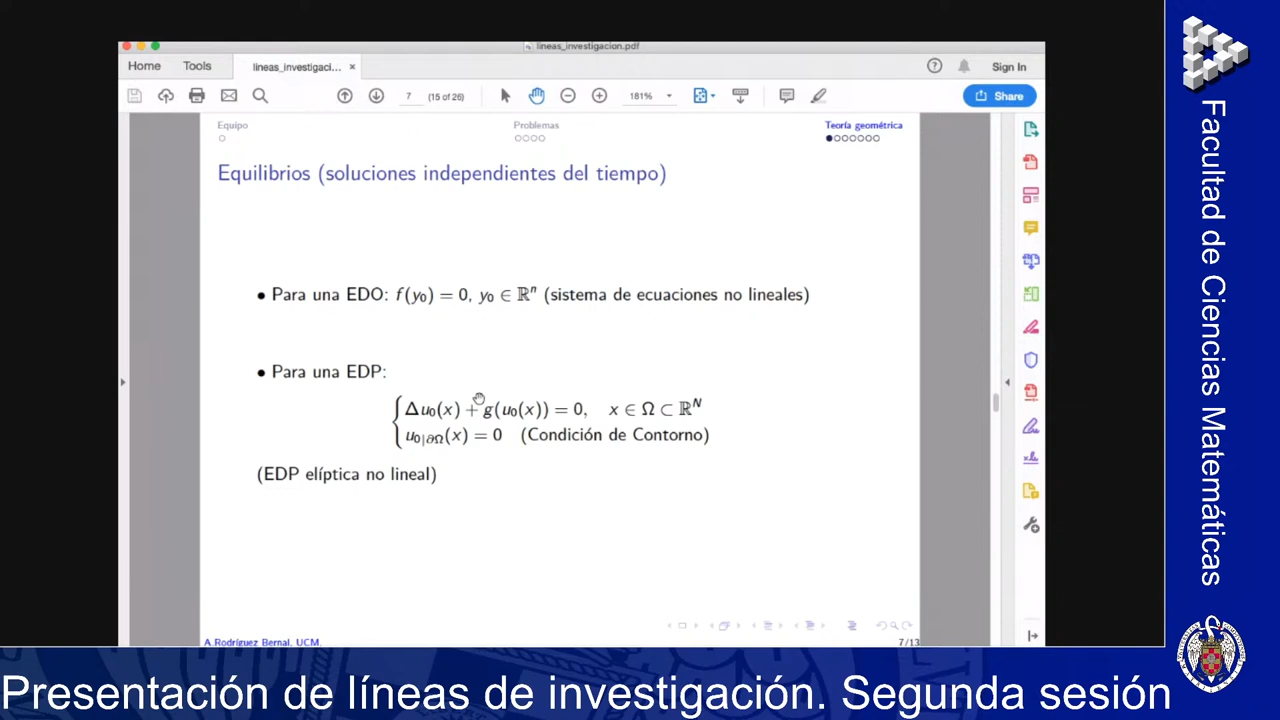 lineas_investigacion.pdf
Home Tools lineas_investigaci... × ? Sign In
7 (15 of 26) 181% Share
Equipo Problemas Teoría geométrica
Equilibrios (soluciones independientes del tiempo)
• Para una EDO: f(y₀) = 0, y₀ ∈ ℝⁿ (sistema de ecuaciones no lineales)
• Para una EDP:
Δu₀(x) + g(u₀(x)) = 0, x ∈ Ω ⊂ ℝᴺ
u₀|∂Ω(x) = 0 (Condición de Contorno)
(EDP elíptica no lineal)
A.Rodríguez Bernal, UCM 7/13
Facultad de Ciencias Matemáticas
Presentación de líneas de investigación. Segunda sesión